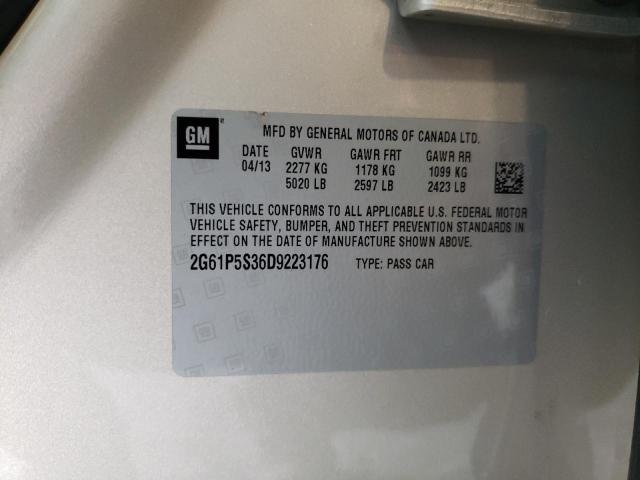 GM
MFD BY GENERAL MOTORS OF CANADA LTD.
DATE GVWR GAWR FRT GAWR RR
04/13 2277 KG 1178 KG 1099 KG
5020 LB 2597 LB 2423 LB
THIS VEHICLE CONFORMS TO ALL APPLICABLE U.S. FEDERAL MOTOR
VEHICLE SAFETY, BUMPER, AND THEFT PREVENTION STANDARDS IN
EFFECT ON THE DATE OF MANUFACTURE SHOWN ABOVE.
2G61P5S36D9223176 TYPE: PASS CAR